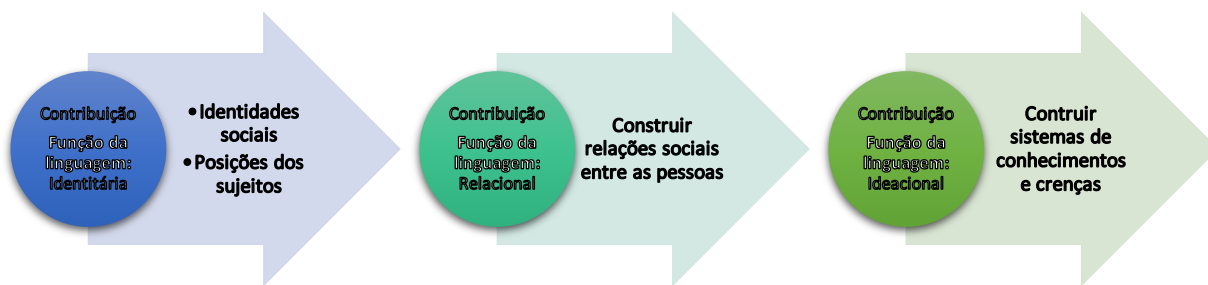 Contribuição
Função da
linguagem:
Identitária
•Identidades
sociais
•Posições dos
sujeitos
Contribuição
Função da
linguagem:
Relacional
Construir
relações sociais
entre as pessoas
Contribuição
Função da
linguagem:
Ideacional
Contruir
sistemas de
conhecimentos
e crenças